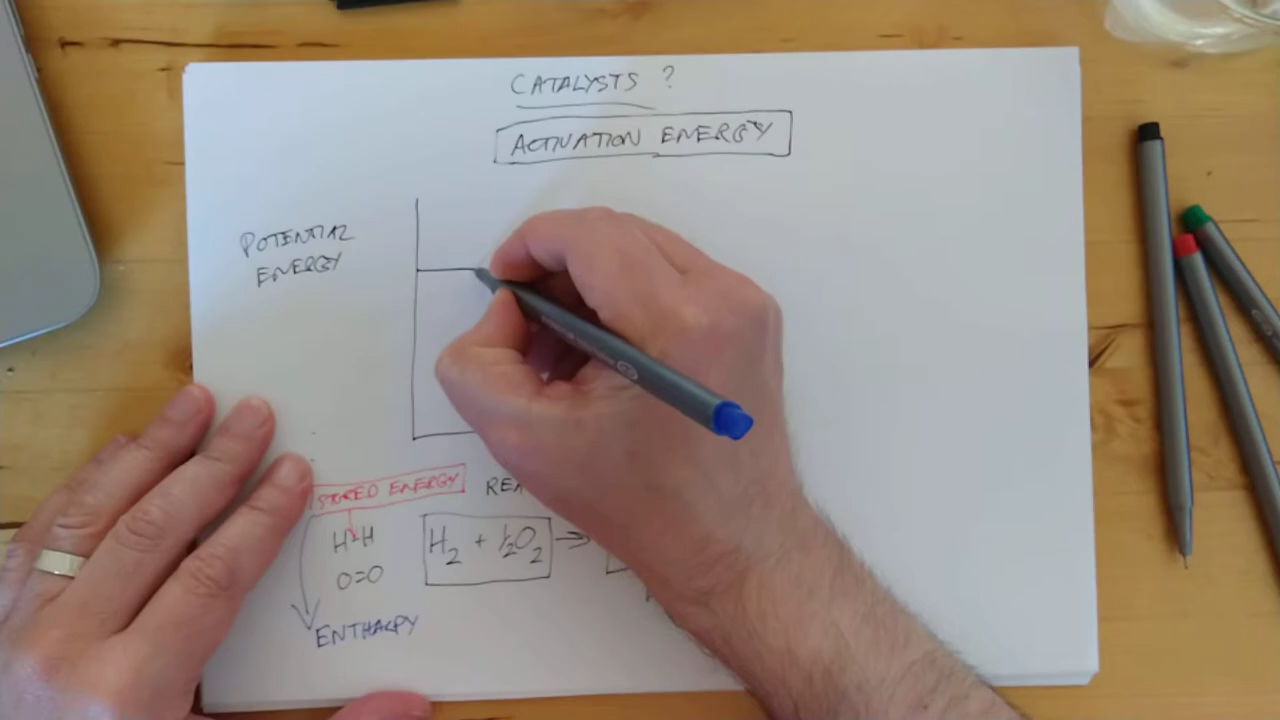 CATALYSTS ?
ACTIVATION ENERGY
POTENTIAL
ENERGY
STORED ENERGY
H-H
H₂ + ½O₂ →
O=O
ENTHALPY